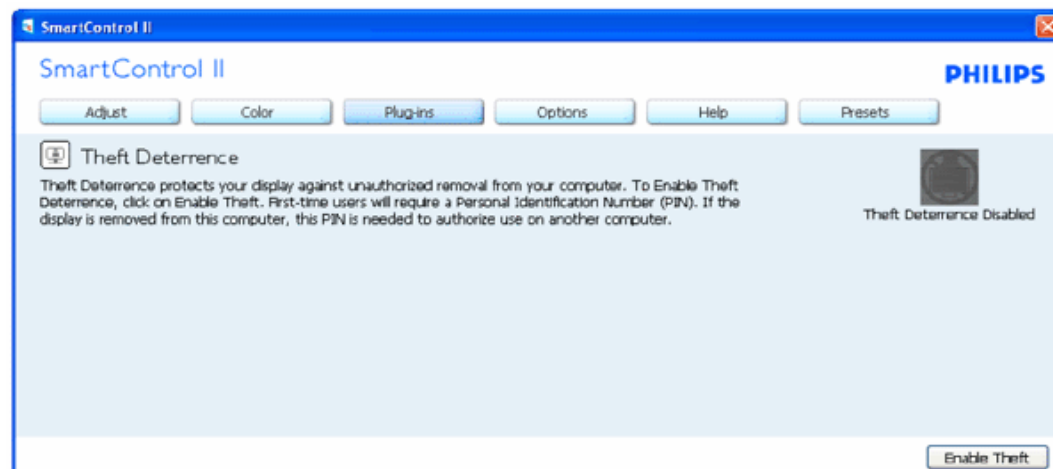 SmartControl II
SmartControl II
PHILIPS
Adjust Color Plug-ins Options Help Presets
Theft Deterrence
Theft Deterrence protects your display against unauthorized removal from your computer. To Enable Theft
Deterrence, click on Enable Theft. First-time users will require a Personal Identification Number (PIN). If the
display is removed from this computer, this PIN is needed to authorize use on another computer.
Theft Deterrence Disabled
Enable Theft